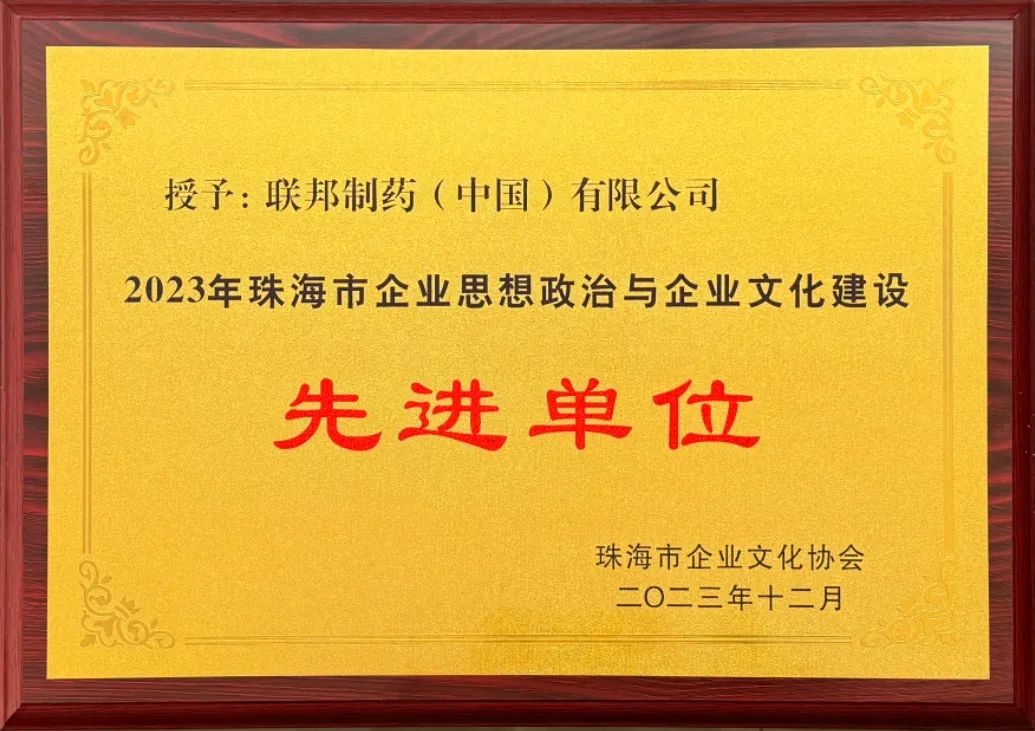 授予：联邦制药（中国）有限公司
2023年珠海市企业思想政治与企业文化建设
先进单位
珠海市企业文化协会
二〇二三年十二月